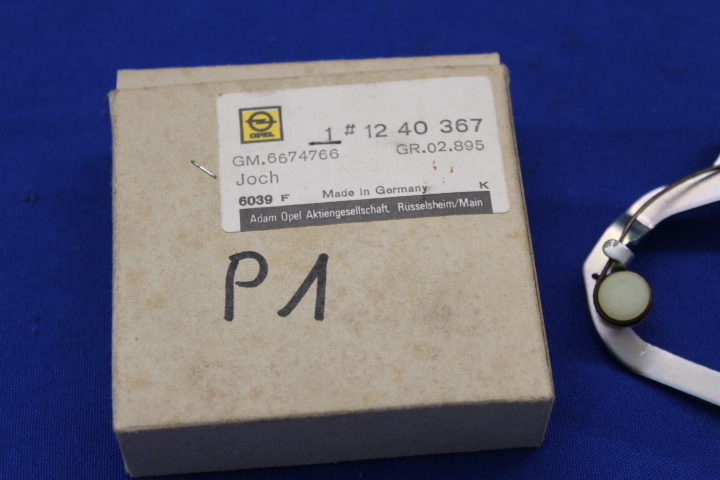 OPEL
1 # 12 40 367
GM.6674766 GR.02.895
Joch
6039 F Made in Germany K
Adam Opel Aktiengesellschaft, Rüsselsheim/Main
P1